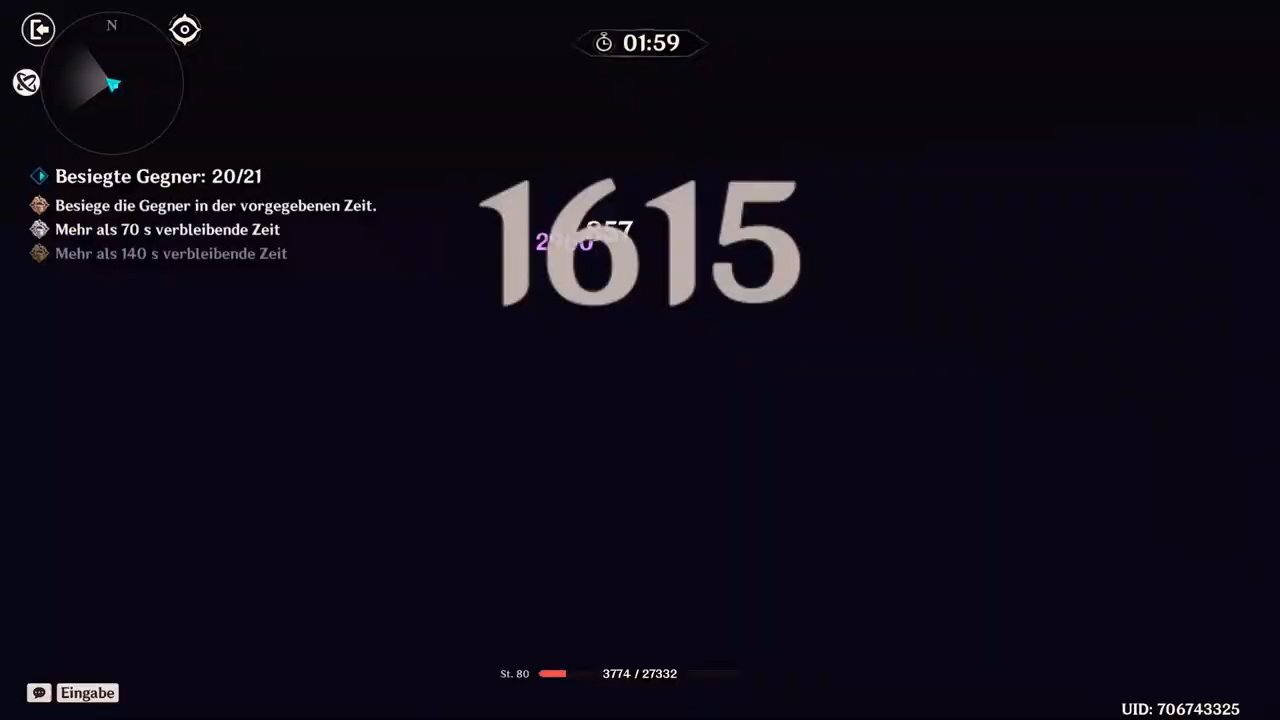 N
01:59
Besiegte Gegner: 20/21
Besiege die Gegner in der vorgegebenen Zeit.
Mehr als 70 s verbleibende Zeit
Mehr als 140 s verbleibende Zeit
1615
St. 80
3774 / 27332
Eingabe
UID: 706743325